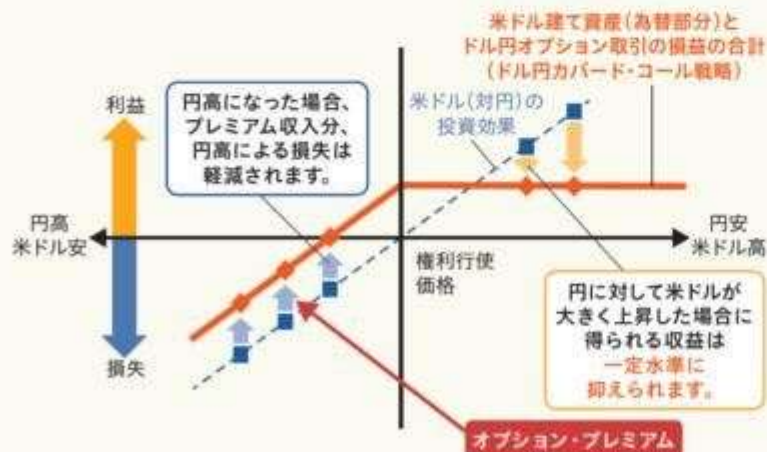 米ドル建て資産(為替部分)と
ドル円オプション取引の損益の合計
(ドル円カバード・コール戦略)
利益
円高になった場合、
プレミアム収入分、
円高による損失は
軽減されます。
米ドル(対円)の
投資効果
円高
米ドル安
円安
米ドル高
権利行使
価格
円に対して米ドルが
大きく上昇した場合に
得られる収益は
一定水準に
抑えられます。
損失
オプション・プレミアム